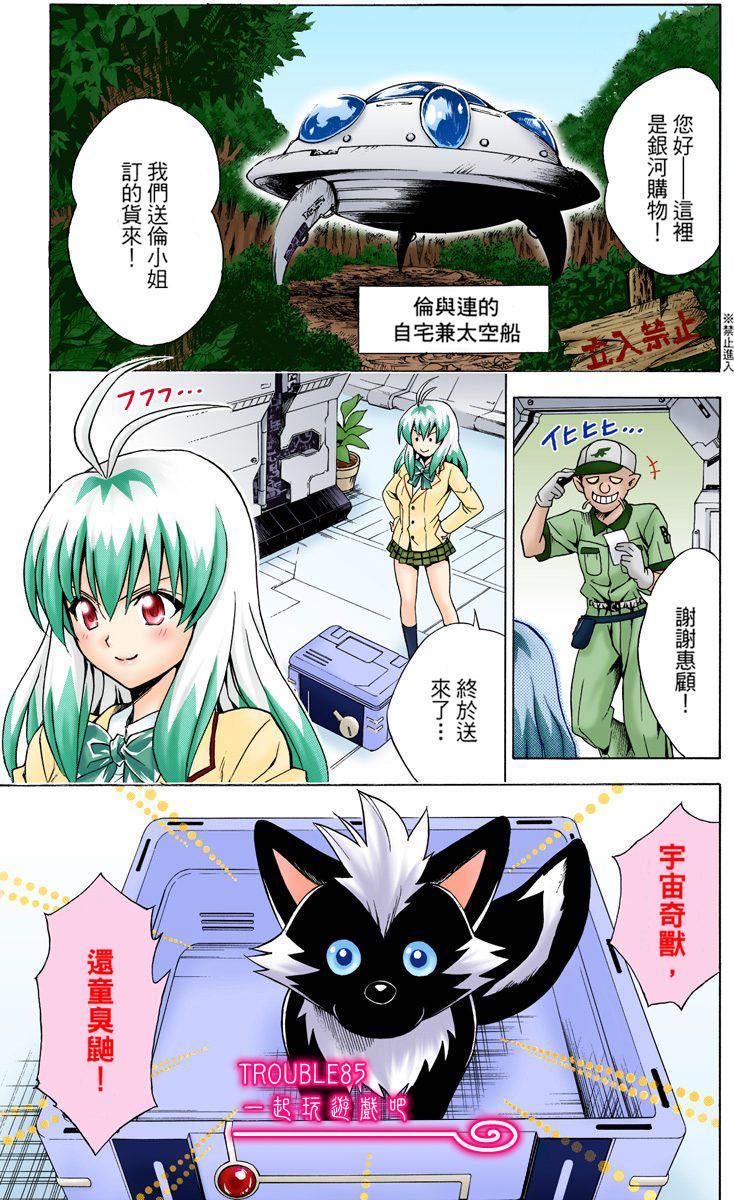 您好——這裡
是銀河購物！
我們送倫小姐
訂的貨來！
倫與連的
自宅兼太空船
立入禁止
※禁止進入
イヒヒヒ…
謝謝惠顧！
フフフ…
終於送
來了…
宇宙奇獸，
還童臭鼬！
TROUBLE85
一起玩遊戲吧